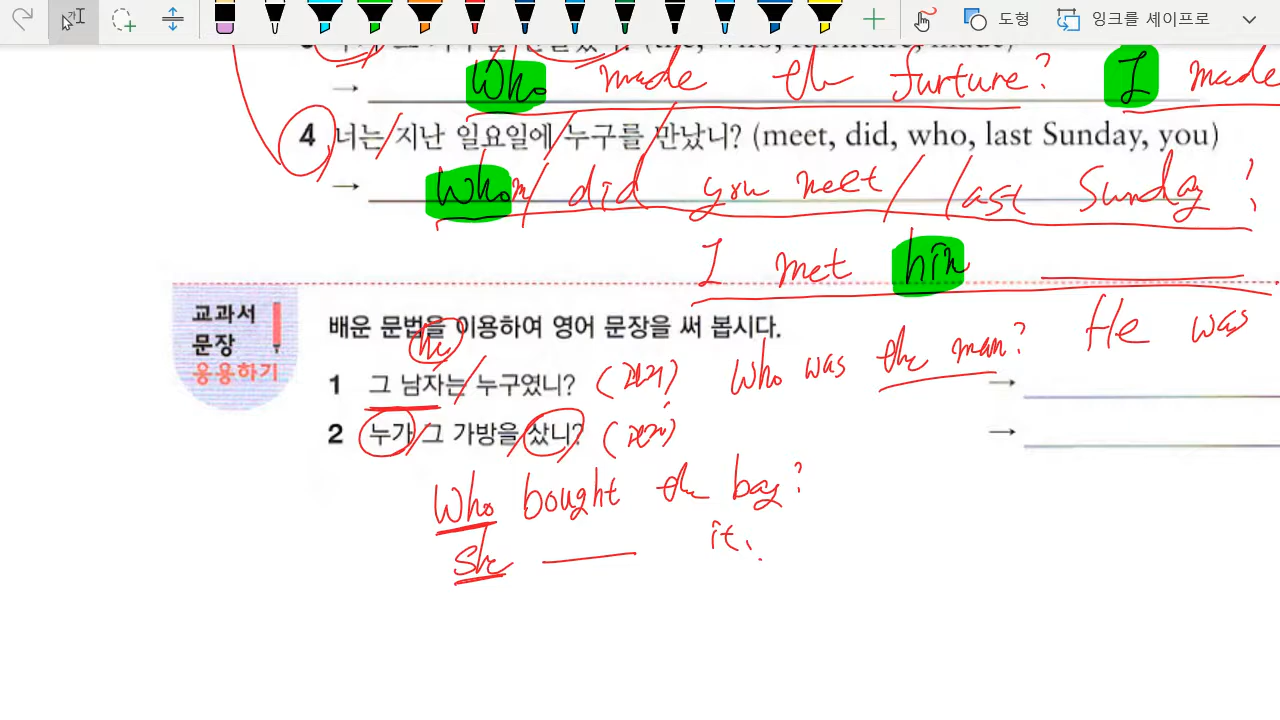 도형 잉크를 셰이프로
Who made the furture? I made
→
4 너는 지난 일요일에 누구를 만났니? (meet, did, who, last Sunday, you)
→ Whom did you meet last Sunday?
I met him
교과서
문장
응용하기
배운 문법을 이용하여 영어 문장을 써 봅시다.
he
1 그 남자는 누구였니? (과거) Who was the man? He was →
2 누가 그 가방을 샀니? (과거) →
Who bought the bag?
She it.